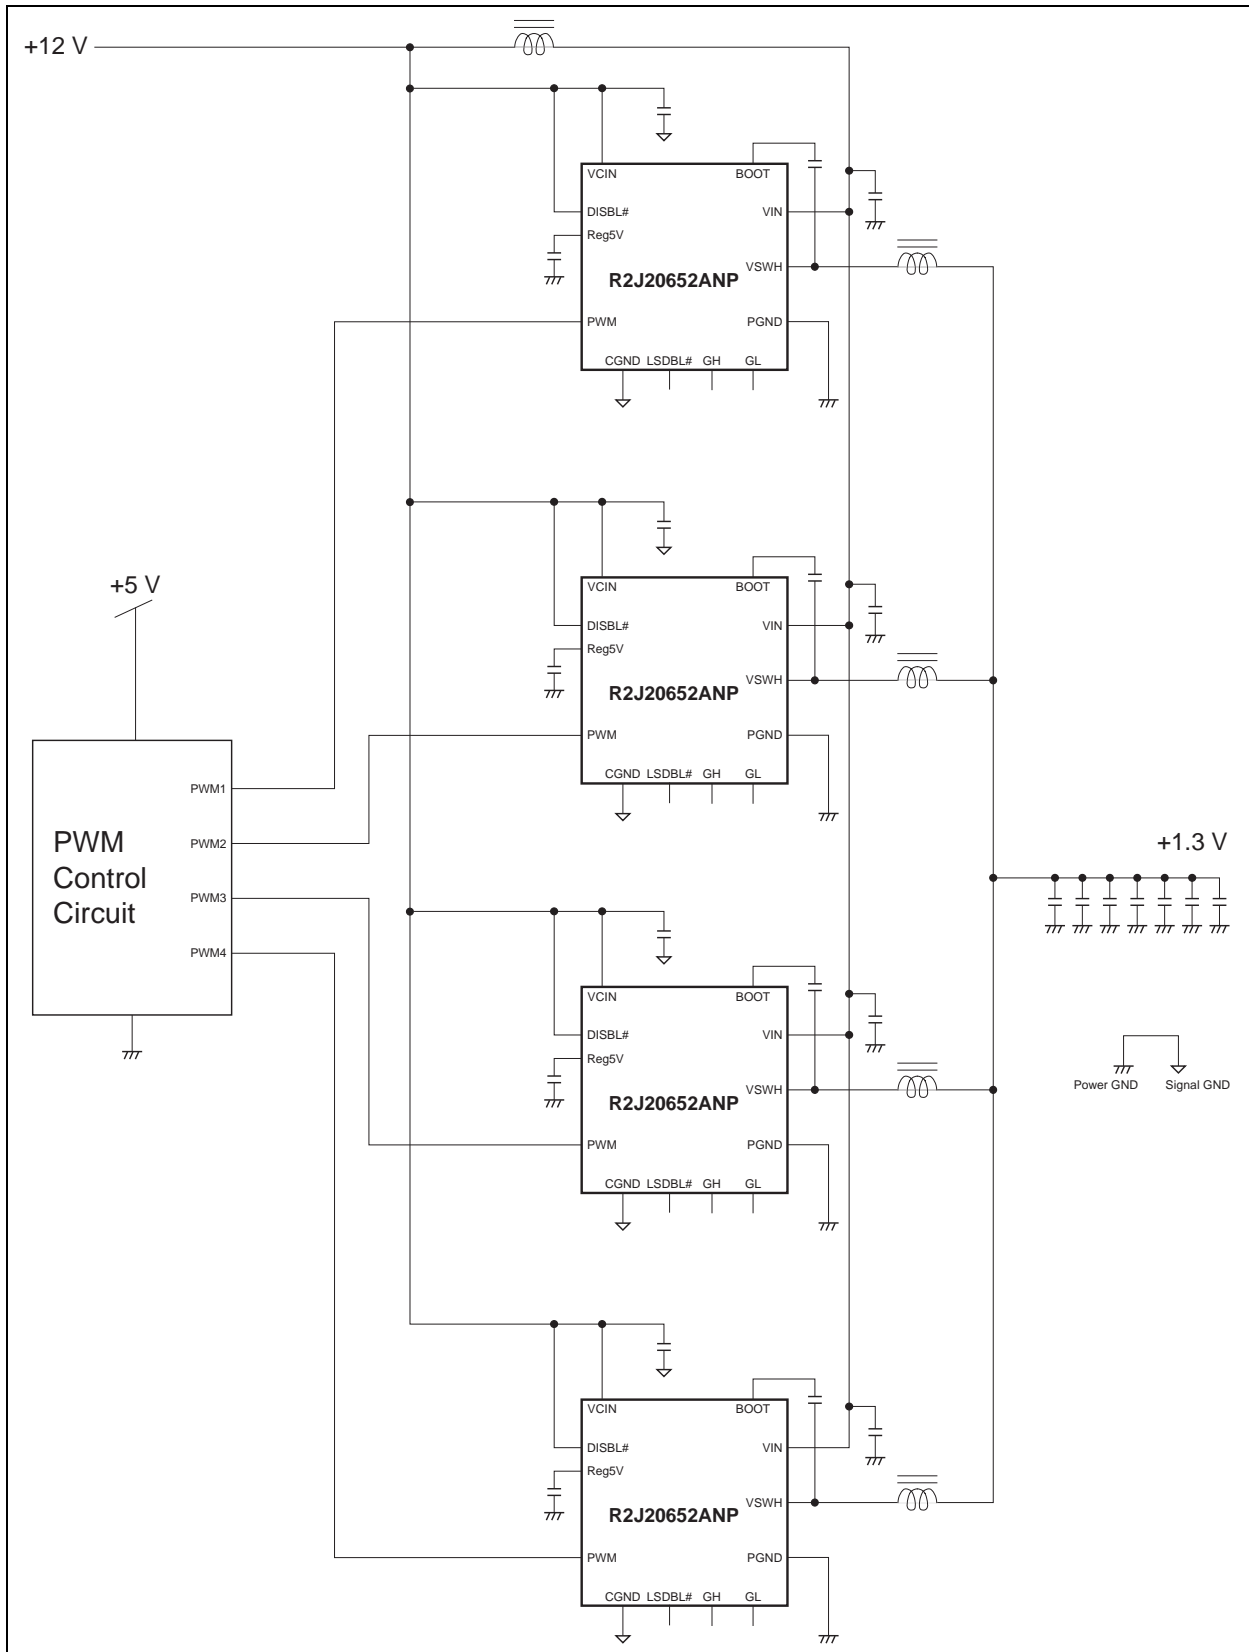 +12 V
VCIN
BOOT
DISBL#
VIN
Reg5V
VSWH
R2J20652ANP
PWM
PGND
CGND LSDBL# GH GL
VCIN
BOOT
DISBL#
VIN
Reg5V
VSWH
R2J20652ANP
PWM
PGND
CGND LSDBL# GH GL
+5 V
PWM1
PWM2
PWM3
PWM4
PWM
Control
Circuit
+1.3 V
VCIN
BOOT
DISBL#
VIN
Reg5V
VSWH
R2J20652ANP
PWM
PGND
CGND LSDBL# GH GL
Power GND
Signal GND
VCIN
BOOT
DISBL#
VIN
Reg5V
VSWH
R2J20652ANP
PWM
PGND
CGND LSDBL# GH GL